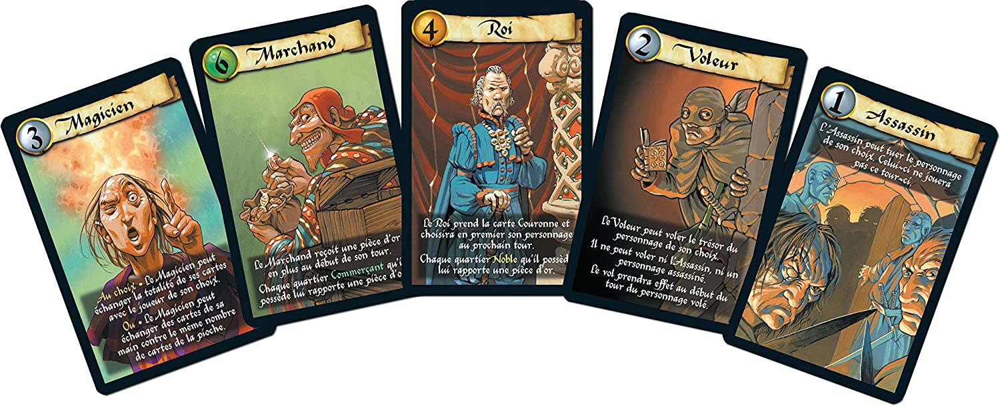 3
Magicien
Au choix • Le Magicien peut
échanger la totalité de ses cartes
avec le joueur de son choix.
Ou • Le Magicien peut
échanger des cartes de sa
main contre le même nombre
de cartes de la pioche.
6
Marchand
Le Marchand reçoit une pièce d'or
en plus au début de son tour.
Chaque quartier Commerçant qu'i
possède lui rapporte une pièce d'o
4
Roi
Le Roi prend la carte Couronne et
choisira en premier son personnage
au prochain tour.
Chaque quartier Noble qu'il possèd
lui rapporte une pièce d'or.
2
Voleur
Le Voleur peut voler le trésor du
personnage de son choix.
Il ne peut voler ni l'Assassin, ni un
personnage assassiné.
Le vol prendra effet au début du
tour du personnage volé.
1
Assassin
L'Assassin peut tuer le personnage
de son choix. Celui-ci ne jouera
pas ce tour-ci.